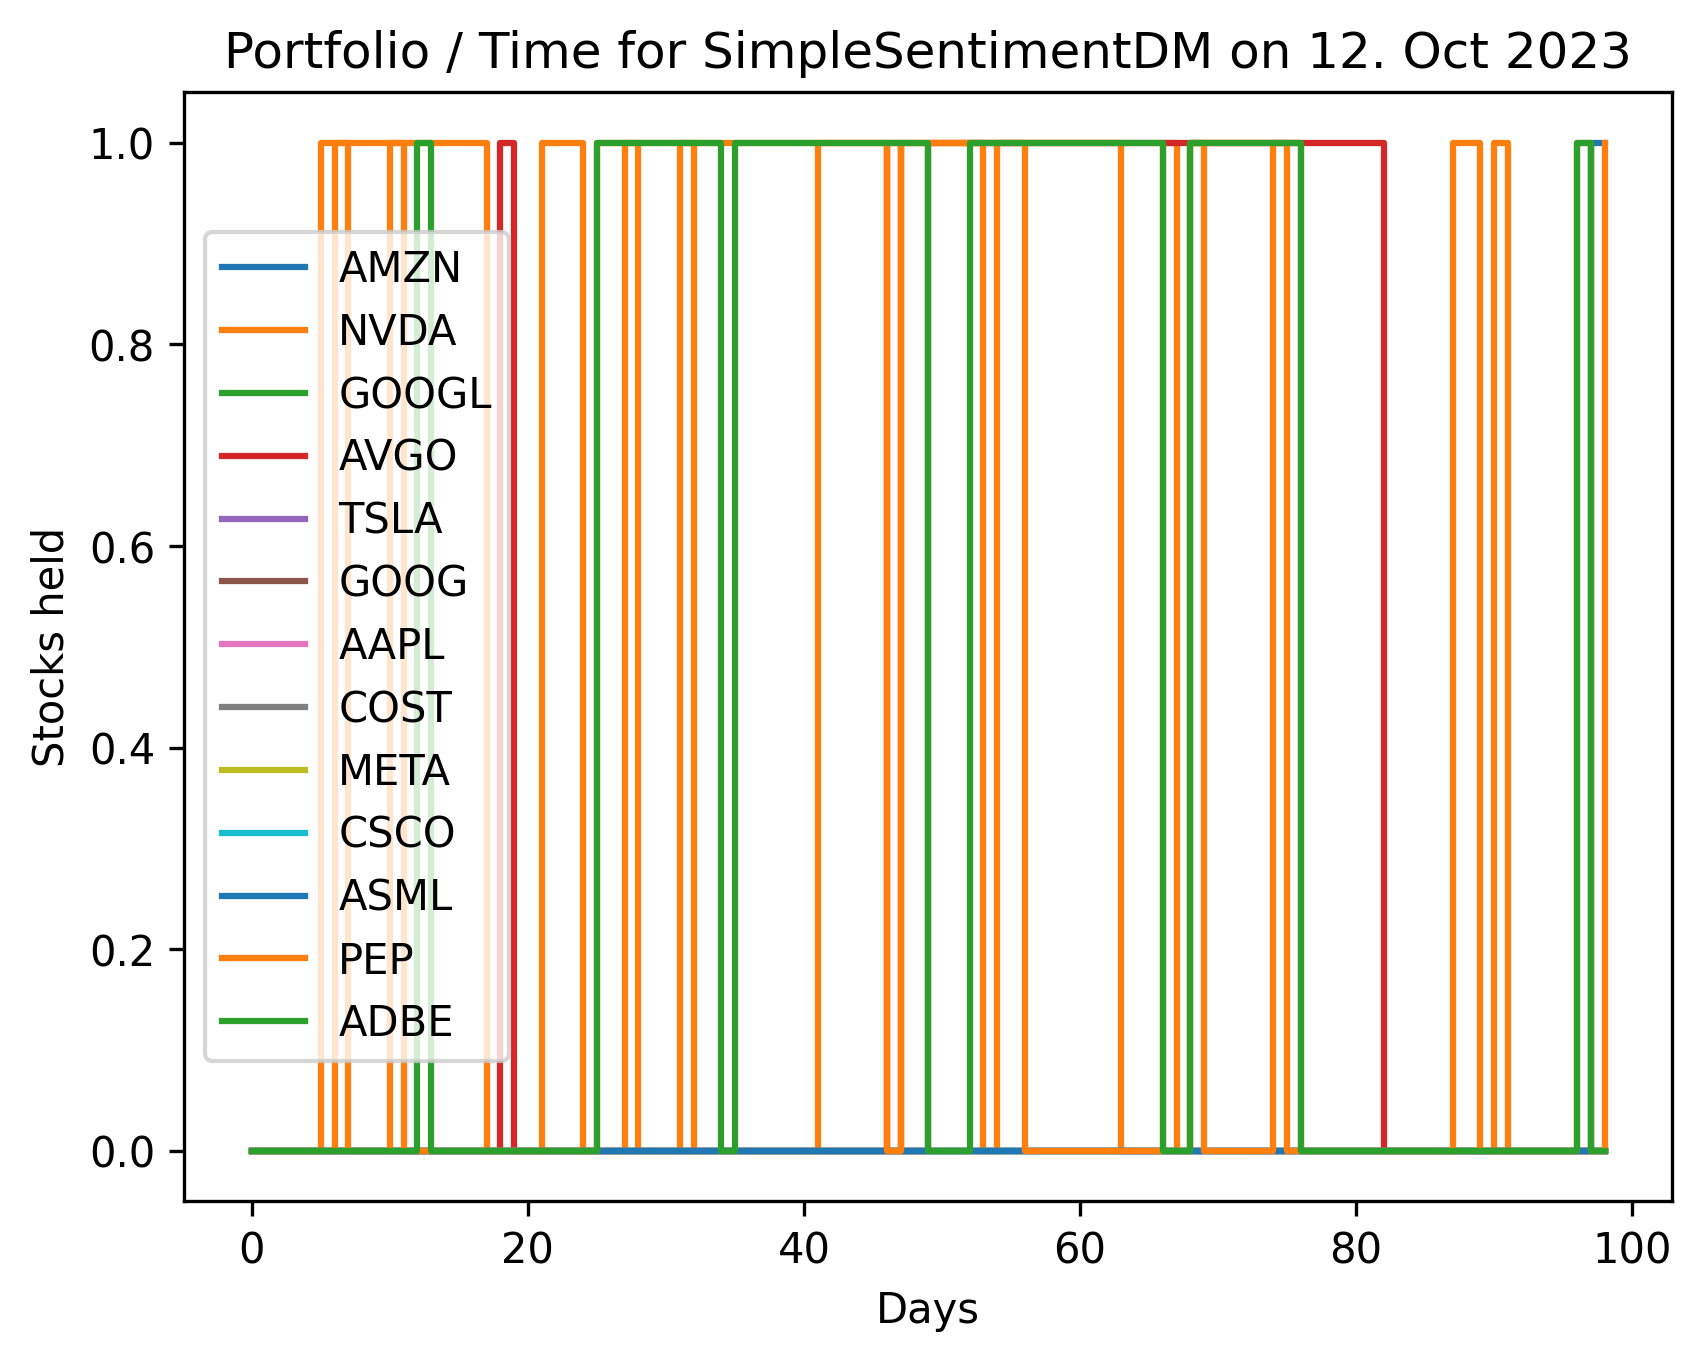 Portfolio / Time for SimpleSentimentDM on 12. Oct 2023
1.0
0.8
0.6
0.4
0.2
0.0
Stocks held
AMZN
NVDA
GOOGL
AVGO
TSLA
GOOG
AAPL
COST
META
CSCO
ASML
PEP
ADBE
0 20 40 60 80 100
Days